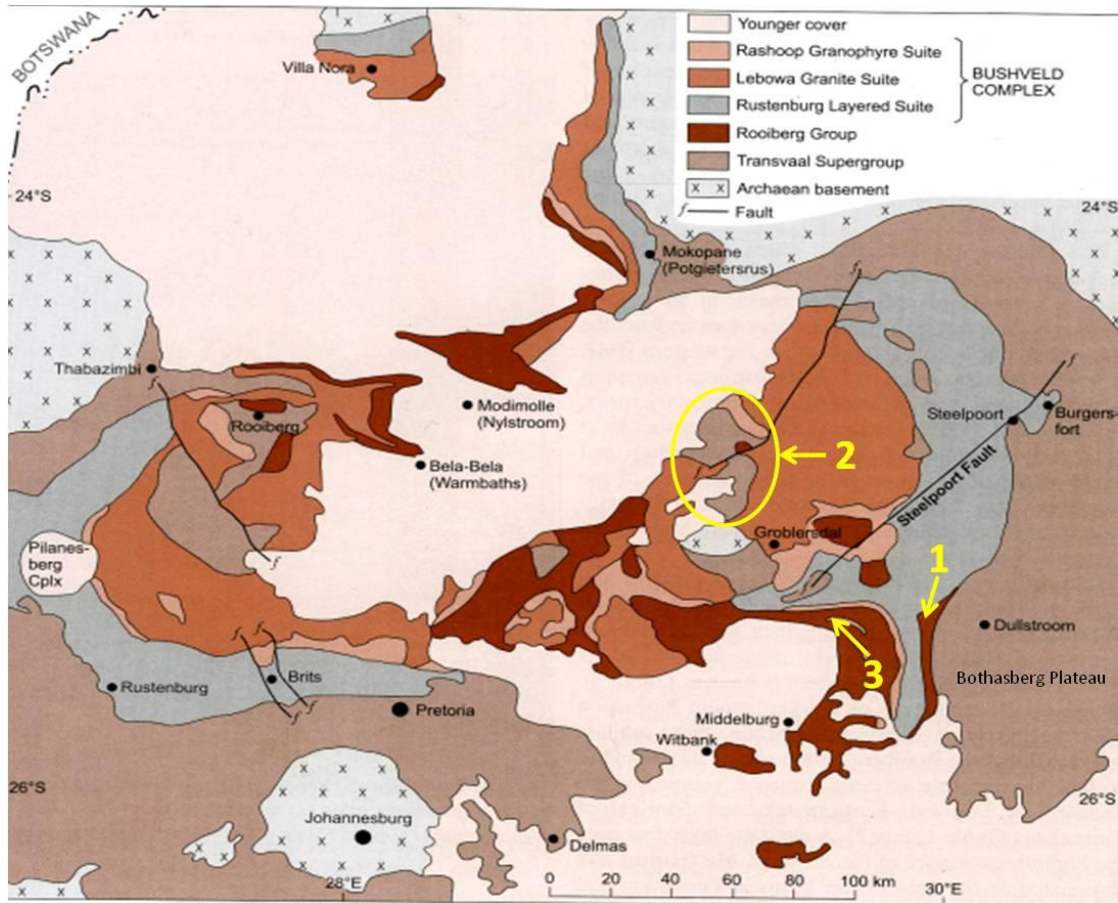 BOTSWANA
Villa Nora
Younger cover
Rashoop Granophyre Suite
Lebowa Granite Suite
Rustenburg Layered Suite
BUSHVELD
COMPLEX
Rooiberg Group
Transvaal Supergroup
x x Archaean basement
f Fault
24°S
24°S
Mokopane
(Potgietersrus)
Thabazimbi
Rooiberg
Modimolle
(Nylstroom)
Bela-Bela
(Warmbaths)
Steelpoort
Burgers-
fort
Steelpoort Fault
2
Groblersdal
Pilanes-
berg
Cplx
1
Dullstroom
3
Bothasberg Plateau
Rustenburg
Brits
Pretoria
Middelburg
Witbank
26°S
26°S
Johannesburg
Delmas
28°E
0 20 40 60 80 100 km
30°E